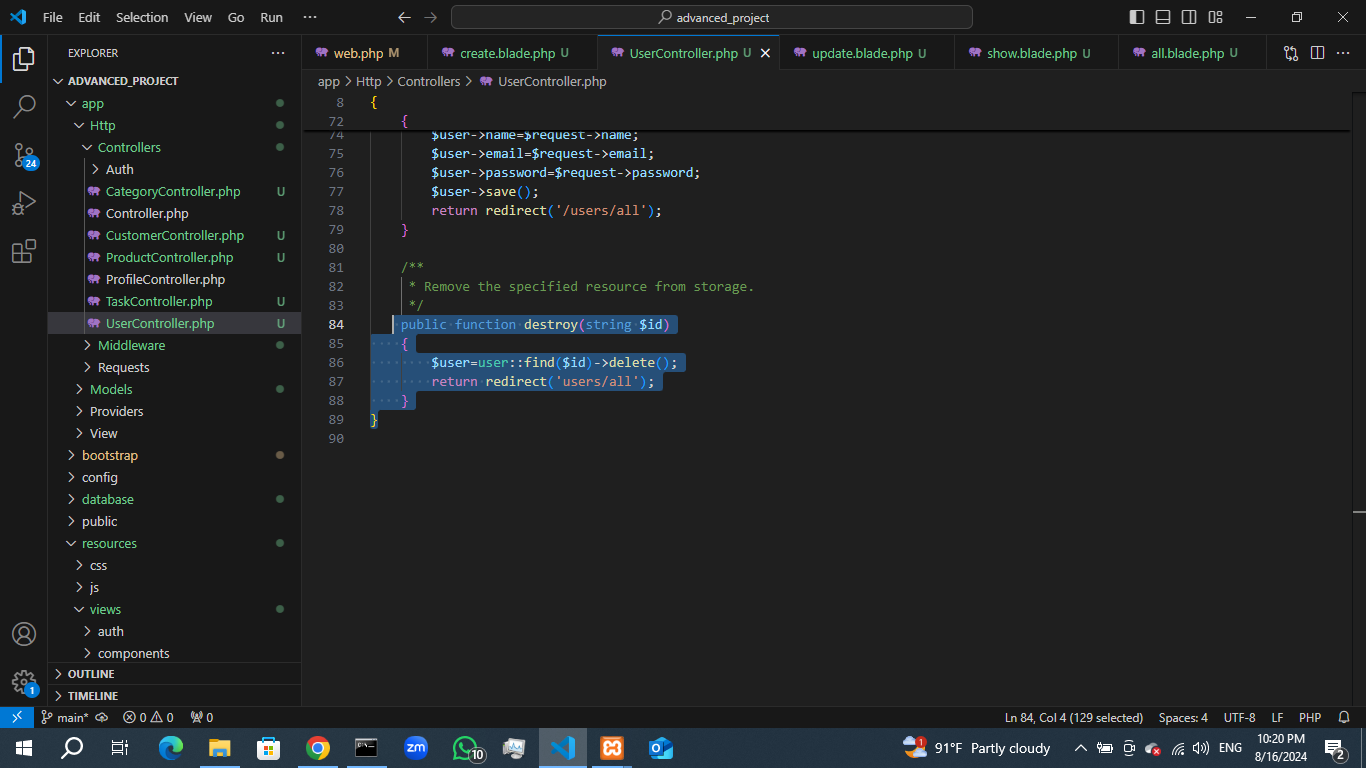 File Edit Selection View Go Run ··· advanced_project
EXPLORER ···
web.php M
create.blade.php U
UserController.php U
update.blade.php U
show.blade.php U
all.blade.php U
···
app > Http > Controllers > UserController.php
ADVANCED_PROJECT
app
Http
Controllers
Auth
CategoryController.php U
Controller.php
CustomerController.php U
ProductController.php U
ProfileController.php
TaskController.php U
UserController.php U
Middleware
Requests
Models
Providers
View
bootstrap
config
database
public
resources
css
js
views
auth
components
OUTLINE
TIMELINE
24
1
8 {
72 {
74 $user->name=$request->name;
75 $user->email=$request->email;
76 $user->password=$request->password;
77 $user->save();
78 return redirect('/users/all');
79 }
80
81 /**
82 * Remove the specified resource from storage.
83 */
84 public function destroy(string $id)
85 {
86 $user=user::find($id)->delete();
87 return redirect('users/all');
88 }
89 }
90
main* 0 0 0 Ln 84, Col 4 (129 selected) Spaces: 4 UTF-8 LF PHP
zm 10 1 91°F Partly cloudy ENG 10:20 PM
8/16/2024 2